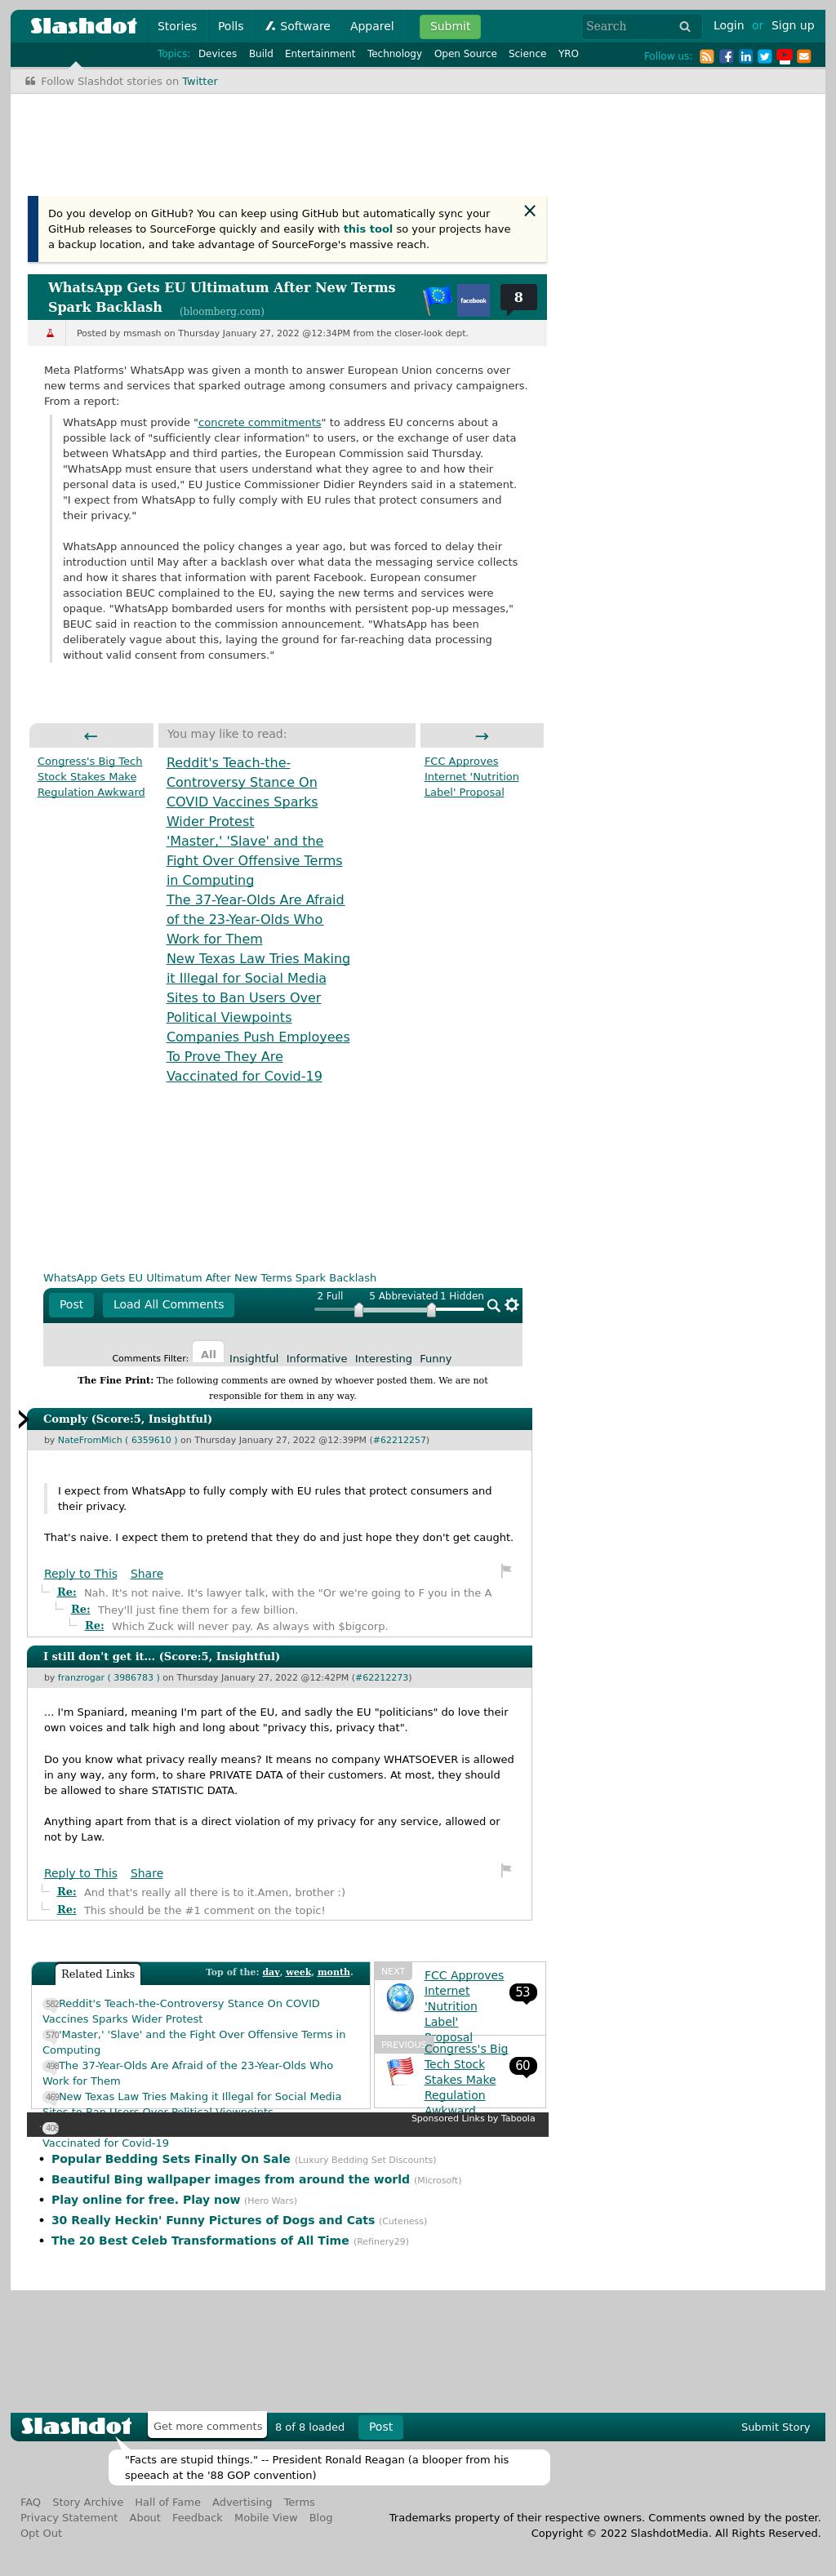 Slashdot
Stories Polls Software Apparel Submit Search Login or Sign up
Topics: Devices Build Entertainment Technology Open Source Science YRO Follow us:
Follow Slashdot stories on Twitter
Do you develop on GitHub? You can keep using GitHub but automatically sync your
GitHub releases to SourceForge quickly and easily with this tool so your projects have
a backup location, and take advantage of SourceForge's massive reach.
WhatsApp Gets EU Ultimatum After New Terms
Spark Backlash (bloomberg.com)
facebook
8
Posted by msmash on Thursday January 27, 2022 @12:34PM from the closer-look dept.
Meta Platforms' WhatsApp was given a month to answer European Union concerns over
new terms and services that sparked outrage among consumers and privacy campaigners.
From a report:
WhatsApp must provide "concrete commitments" to address EU concerns about a
possible lack of "sufficiently clear information" to users, or the exchange of user data
between WhatsApp and third parties, the European Commission said Thursday.
"WhatsApp must ensure that users understand what they agree to and how their
personal data is used," EU Justice Commissioner Didier Reynders said in a statement.
"I expect from WhatsApp to fully comply with EU rules that protect consumers and
their privacy."
WhatsApp announced the policy changes a year ago, but was forced to delay their
introduction until May after a backlash over what data the messaging service collects
and how it shares that information with parent Facebook. European consumer
association BEUC complained to the EU, saying the new terms and services were
opaque. "WhatsApp bombarded users for months with persistent pop-up messages,"
BEUC said in reaction to the commission announcement. "WhatsApp has been
deliberately vague about this, laying the ground for far-reaching data processing
without valid consent from consumers."
← You may like to read: →
Congress's Big Tech
Stock Stakes Make
Regulation Awkward
Reddit's Teach-the-
Controversy Stance On
COVID Vaccines Sparks
Wider Protest
'Master,' 'Slave' and the
Fight Over Offensive Terms
in Computing
The 37-Year-Olds Are Afraid
of the 23-Year-Olds Who
Work for Them
New Texas Law Tries Making
it Illegal for Social Media
Sites to Ban Users Over
Political Viewpoints
Companies Push Employees
To Prove They Are
Vaccinated for Covid-19
FCC Approves
Internet 'Nutrition
Label' Proposal
WhatsApp Gets EU Ultimatum After New Terms Spark Backlash
Post Load All Comments 2 Full 5 Abbreviated 1 Hidden
Comments Filter: All Insightful Informative Interesting Funny
The Fine Print: The following comments are owned by whoever posted them. We are not
responsible for them in any way.
Comply (Score:5, Insightful)
by NateFromMich ( 6359610 ) on Thursday January 27, 2022 @12:39PM (#62212257)
I expect from WhatsApp to fully comply with EU rules that protect consumers and
their privacy.
That's naive. I expect them to pretend that they do and just hope they don't get caught.
Reply to This Share
Re: Nah. It's not naive. It's lawyer talk, with the "Or we're going to F you in the A
Re: They'll just fine them for a few billion.
Re: Which Zuck will never pay. As always with $bigcorp.
I still don't get it... (Score:5, Insightful)
by franzrogar ( 3986783 ) on Thursday January 27, 2022 @12:42PM (#62212273)
... I'm Spaniard, meaning I'm part of the EU, and sadly the EU "politicians" do love their
own voices and talk high and long about "privacy this, privacy that".
Do you know what privacy really means? It means no company WHATSOEVER is allowed
in any way, any form, to share PRIVATE DATA of their customers. At most, they should
be allowed to share STATISTIC DATA.
Anything apart from that is a direct violation of my privacy for any service, allowed or
not by Law.
Reply to This Share
Re: And that's really all there is to it.Amen, brother :)
Re: This should be the #1 comment on the topic!
Related Links Top of the: day, week, month.
582 Reddit's Teach-the-Controversy Stance On COVID
Vaccines Sparks Wider Protest
570 'Master,' 'Slave' and the Fight Over Offensive Terms in
Computing
498 The 37-Year-Olds Are Afraid of the 23-Year-Olds Who
Work for Them
469 New Texas Law Tries Making it Illegal for Social Media
Sites to Ban Users Over Political Viewpoints
Vaccinated for Covid-19
NEXT
FCC Approves
Internet
'Nutrition
Label'
Proposal
53
PREVIOUS
Congress's Big
Tech Stock
Stakes Make
Regulation
Awkward
60
Sponsored Links by Taboola
• Popular Bedding Sets Finally On Sale (Luxury Bedding Set Discounts)
• Beautiful Bing wallpaper images from around the world (Microsoft)
• Play online for free. Play now (Hero Wars)
• 30 Really Heckin' Funny Pictures of Dogs and Cats (Cuteness)
• The 20 Best Celeb Transformations of All Time (Refinery29)
Slashdot Get more comments 8 of 8 loaded Post Submit Story
"Facts are stupid things." -- President Ronald Reagan (a blooper from his
speeach at the '88 GOP convention)
FAQ Story Archive Hall of Fame Advertising Terms
Privacy Statement About Feedback Mobile View Blog
Opt Out
Trademarks property of their respective owners. Comments owned by the poster.
Copyright © 2022 SlashdotMedia. All Rights Reserved.